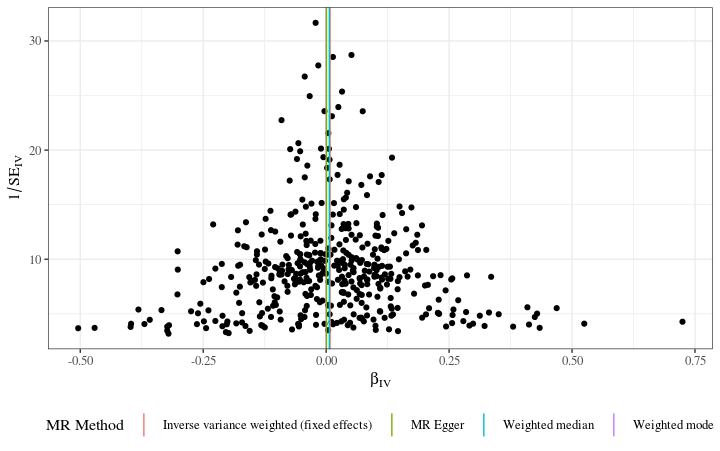 30
20
10
1/SE_IV
-0.50
-0.25
0.00
0.25
0.50
0.75
β_IV
MR Method
Inverse variance weighted (fixed effects)
MR Egger
Weighted median
Weighted mode